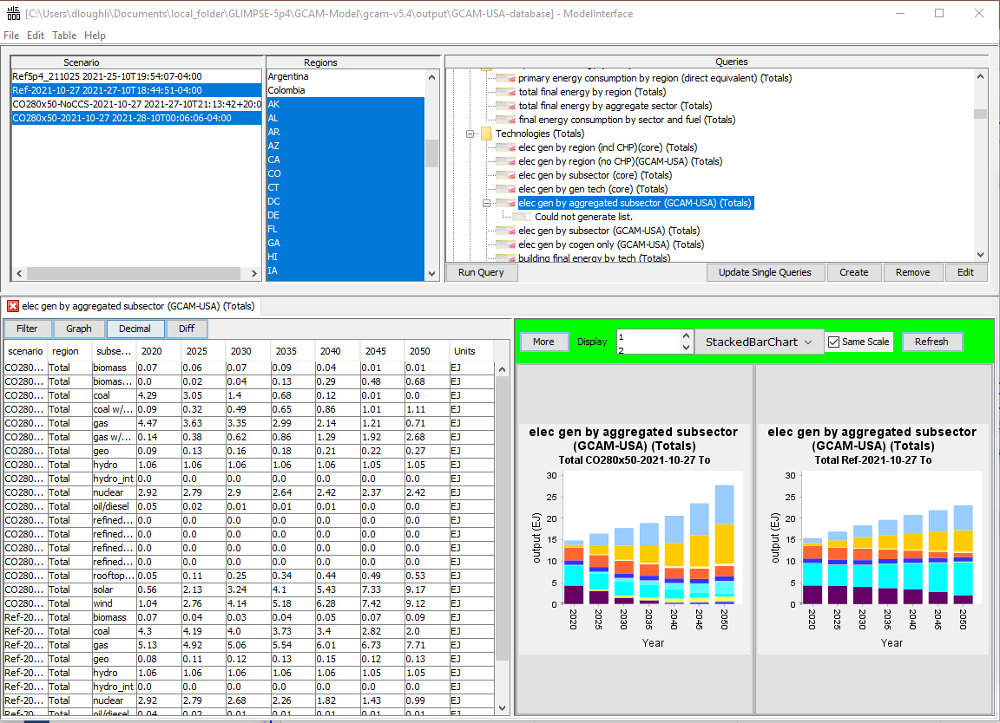 [C:\Users\dloughli\Documents\local_folder\GLIMPSE-5p4\GCAM-Model\gcam-v5.4\output\GCAM-USA-database] - ModelInterface
File Edit Table Help
Scenario
Ref5p4_211025 2021-25-10T19:54:07-04:00
Ref-2021-10-27 2021-27-10T18:44:51-04:00
CO280x50-NoCCS-2021-10-27 2021-27-10T21:13:42+20:0
CO280x50-2021-10-27 2021-28-10T00:06:06-04:00
Regions
Argentina
Colombia
AK
AL
AR
AZ
CA
CO
CT
DC
DE
FL
GA
HI
IA
Queries
primary energy consumption by region (direct equivalent) (Totals)
total final energy by region (Totals)
total final energy by aggregate sector (Totals)
final energy consumption by sector and fuel (Totals)
Technologies (Totals)
elec gen by region (incl CHP)(core) (Totals)
elec gen by region (no CHP)(GCAM-USA) (Totals)
elec gen by subsector (core) (Totals)
elec gen by gen tech (core) (Totals)
elec gen by aggregated subsector (GCAM-USA) (Totals)
Could not generate list.
elec gen by subsector (GCAM-USA) (Totals)
elec gen by cogen only (GCAM-USA) (Totals)
building final energy by tech (Totals)
Run Query Update Single Queries Create Remove Edit
elec gen by aggregated subsector (GCAM-USA) (Totals)
Filter Graph Decimal Diff
scenario region subse... 2020 2025 2030 2035 2040 2045 2050 Units
CO280... Total biomass 0.07 0.06 0.07 0.09 0.04 0.01 0.01 EJ
CO280... Total biomas... 0.0 0.02 0.04 0.13 0.29 0.48 0.68 EJ
CO280... Total coal 4.29 3.05 1.4 0.68 0.12 0.01 0.0 EJ
CO280... Total coal w/... 0.09 0.32 0.49 0.65 0.86 1.01 1.11 EJ
CO280... Total gas 4.47 3.63 3.35 2.99 2.14 1.21 0.71 EJ
CO280... Total gas w/... 0.14 0.38 0.62 0.86 1.29 1.92 2.68 EJ
CO280... Total geo 0.09 0.13 0.16 0.18 0.21 0.22 0.27 EJ
CO280... Total hydro 1.06 1.06 1.06 1.06 1.06 1.05 1.05 EJ
CO280... Total hydro_int 0.0 0.0 0.0 0.0 0.0 0.0 0.0 EJ
CO280... Total nuclear 2.92 2.79 2.9 2.64 2.42 2.37 2.42 EJ
CO280... Total oil/diesel 0.05 0.02 0.01 0.01 0.01 0.0 0.0 EJ
CO280... Total refined... 0.0 0.0 0.0 0.0 0.0 0.0 0.0 EJ
CO280... Total refined... 0.0 0.0 0.0 0.0 0.0 0.0 0.0 EJ
CO280... Total refined... 0.0 0.0 0.0 0.0 0.0 0.0 0.0 EJ
CO280... Total refined... 0.0 0.0 0.0 0.0 0.0 0.0 0.0 EJ
CO280... Total rooftop... 0.05 0.11 0.25 0.34 0.44 0.49 0.53 EJ
CO280... Total solar 0.56 2.13 3.24 4.1 5.43 7.33 9.17 EJ
CO280... Total wind 1.04 2.76 4.14 5.18 6.28 7.42 9.12 EJ
Ref-20... Total biomass 0.07 0.04 0.03 0.04 0.05 0.07 0.09 EJ
Ref-20... Total coal 4.3 4.19 4.0 3.73 3.4 2.82 2.0 EJ
Ref-20... Total gas 5.13 4.92 5.06 5.54 6.01 6.73 7.71 EJ
Ref-20... Total geo 0.08 0.11 0.12 0.13 0.15 0.12 0.13 EJ
Ref-20... Total hydro 1.06 1.06 1.06 1.06 1.06 1.05 1.05 EJ
Ref-20... Total hydro_int 0.0 0.0 0.0 0.0 0.0 0.0 0.0 EJ
Ref-20... Total nuclear 2.92 2.79 2.68 2.26 1.82 1.43 0.99 EJ
Ref-20... Total oil/diesel 0.04 0.02 0.01 0.01 0.01 0.01 0.0 EJ
More Display 1 StackedBarChart Same Scale Refresh
2
elec gen by aggregated subsector
(GCAM-USA) (Totals)
Total CO280x50-2021-10-27 To
30
25
20
15
10
5
0
output (EJ)
2020 2025 2030 2035 2040 2045 2050
Year
elec gen by aggregated subsector
(GCAM-USA) (Totals)
Total Ref-2021-10-27 To
30
25
20
15
10
5
0
output (EJ)
2020 2025 2030 2035 2040 2045 2050
Year